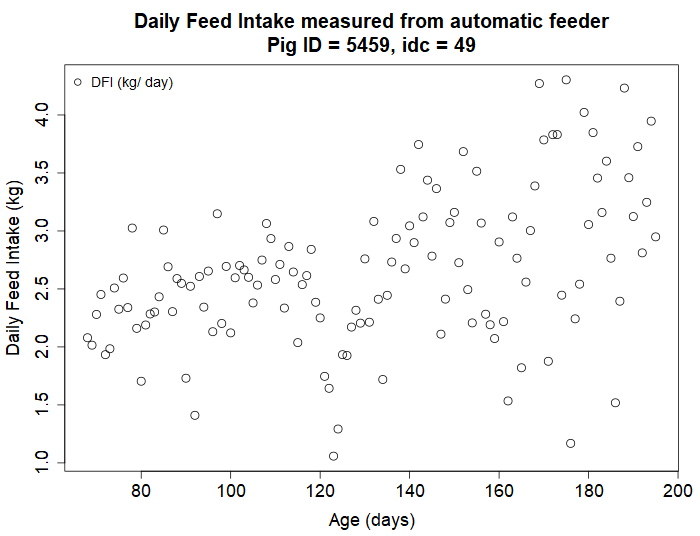 Daily Feed Intake measured from automatic feeder
Pig ID = 5459, idc = 49
DFI (kg/ day)
Daily Feed Intake (kg)
4.0
3.5
3.0
2.5
2.0
1.5
1.0
80 100 120 140 160 180 200
Age (days)